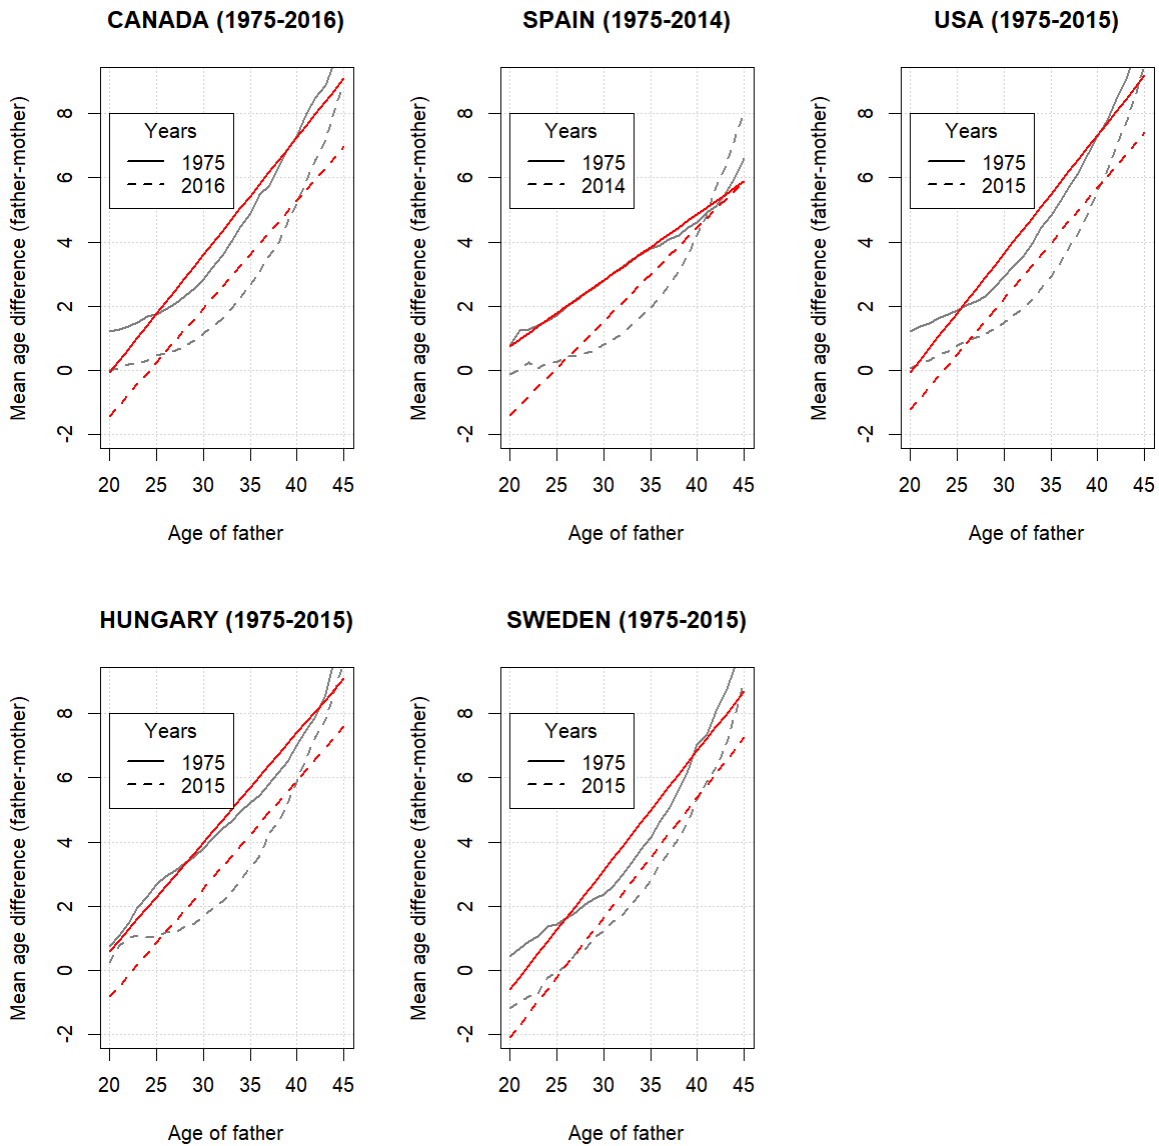 CANADA (1975-2016)
Mean age difference (father-mother)
8
6
4
2
0
-2
Years
1975
2016
20 25 30 35 40 45
Age of father
SPAIN (1975-2014)
Mean age difference (father-mother)
8
6
4
2
0
-2
Years
1975
2014
20 25 30 35 40 45
Age of father
USA (1975-2015)
Mean age difference (father-mother)
8
6
4
2
0
-2
Years
1975
2015
20 25 30 35 40 45
Age of father
HUNGARY (1975-2015)
Mean age difference (father-mother)
8
6
4
2
0
-2
Years
1975
2015
20 25 30 35 40 45
Age of father
SWEDEN (1975-2015)
Mean age difference (father-mother)
8
6
4
2
0
-2
Years
1975
2015
20 25 30 35 40 45
Age of father